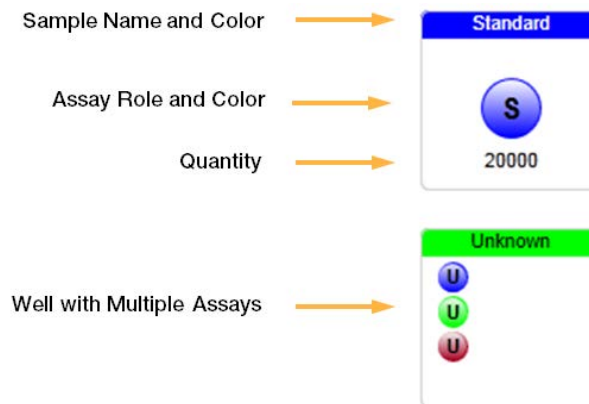 Sample Name and Color
Standard
Assay Role and Color
S
Quantity
20000
Unknown
U
Well with Multiple Assays
U
U